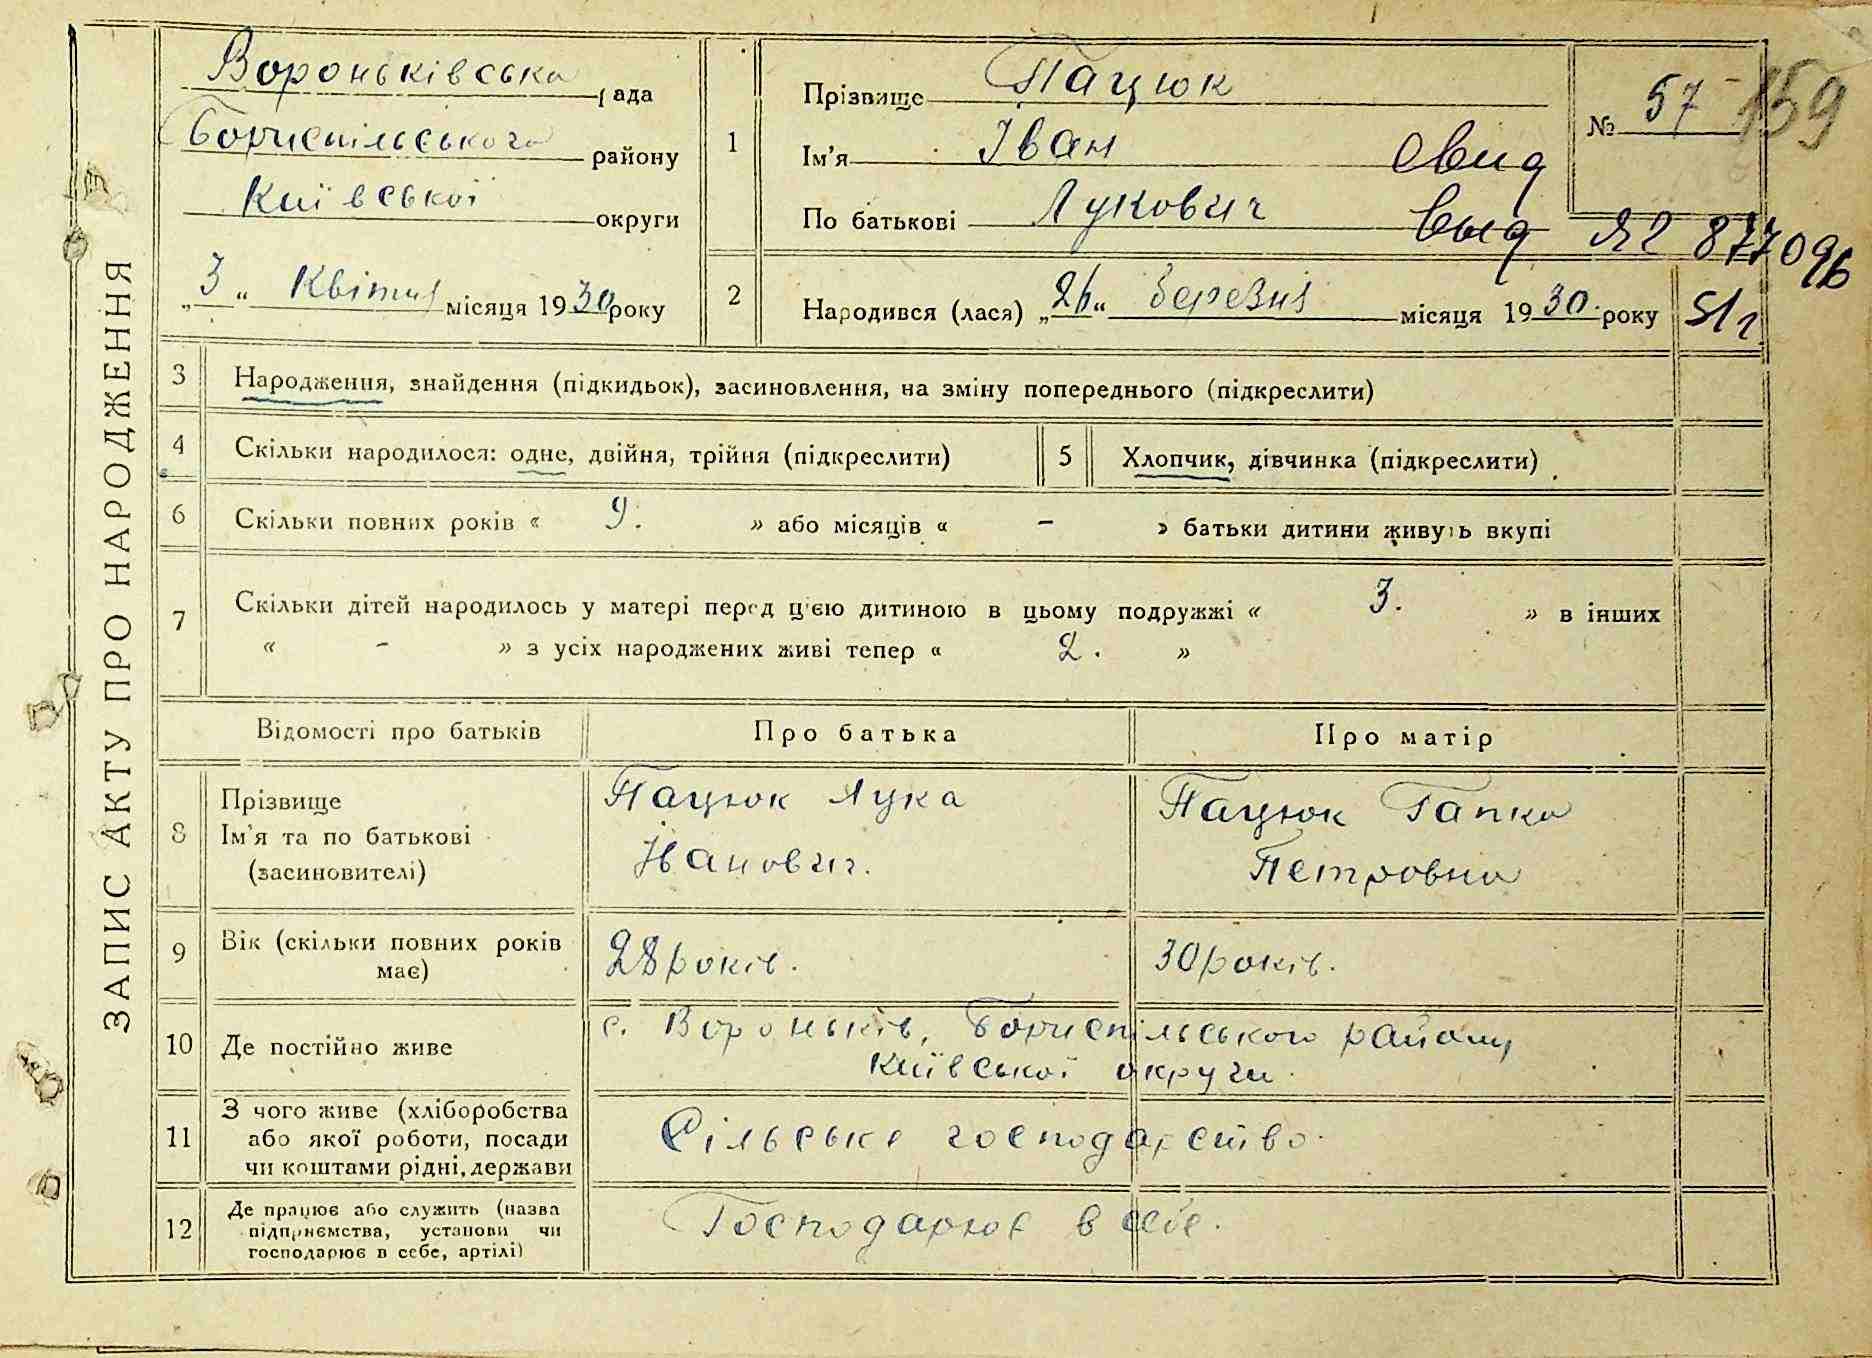 ЗАПИС АКТУ ПРО НАРОДЖЕННЯ
Вороньківська рада
Бориспільського району
Київської округи
„3“ Квітня місяця 1930 року
1
Прізвище Пацюк
Ім'я Іван
По батькові Лукович
№ 57 - 159
Свид
выд ЯГ 877096
51 г
2
Народився (лася) „26“ березня місяця 1930. року
3 Народження, знайдення (підкидьок), засиновлення, на зміну попереднього (підкреслити)
4 Скільки народилося: одне, двійня, трійня (підкреслити)
5 Хлопчик, дівчинка (підкреслити)
6 Скільки повних років « 9. » або місяців « - » батьки дитини живуть вкупі
7 Скільки дітей народилось у матері перед ц'єю дитиною в цьому подружжі « 3. » в інших
« - » з усіх народжених живі тепер « 2. »
Відомості про батьків Про батька Про матір
8 Прізвище
Ім'я та по батькові
(засиновителі)
Пацюк Лука
Іванович.
Пацюк Гапка
Петровна
9 Вік (скільки повних років
має)
28 років.
30 років.
10 Де постійно живе
с. Вороньків, Бориспільського району
Київської округи.
11 З чого живе (хліборобства
або якої роботи, посади
чи коштами рідні, держави
Сільське господарство.
12 Де працює або служить (назва
підприємства, установи чи
господарює в себе, артілі)
Господарює в себе.